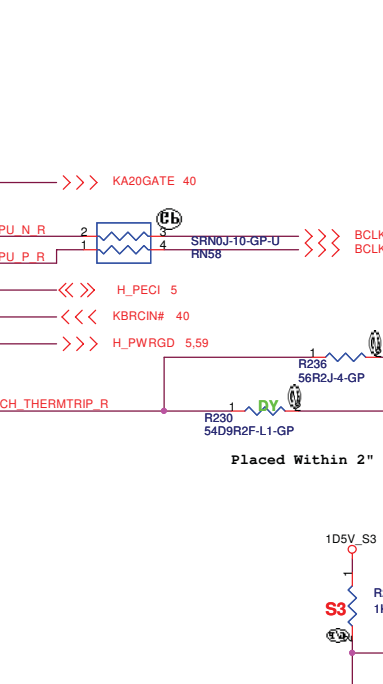 KA20GATE 40
PU_N_R
2
3
SRN0J-10-GP-U
BCLK
PU_P_R
1
4
RN58
BCLK
H_PECI 5
KBRCIN# 40
H_PWRGD 5,59
1
R236
56R2J-4-GP
CH_THERMTRIP_R
1
DY
R230
54D9R2F-L1-GP
Placed Within 2"
1D5V_S3
1
S3